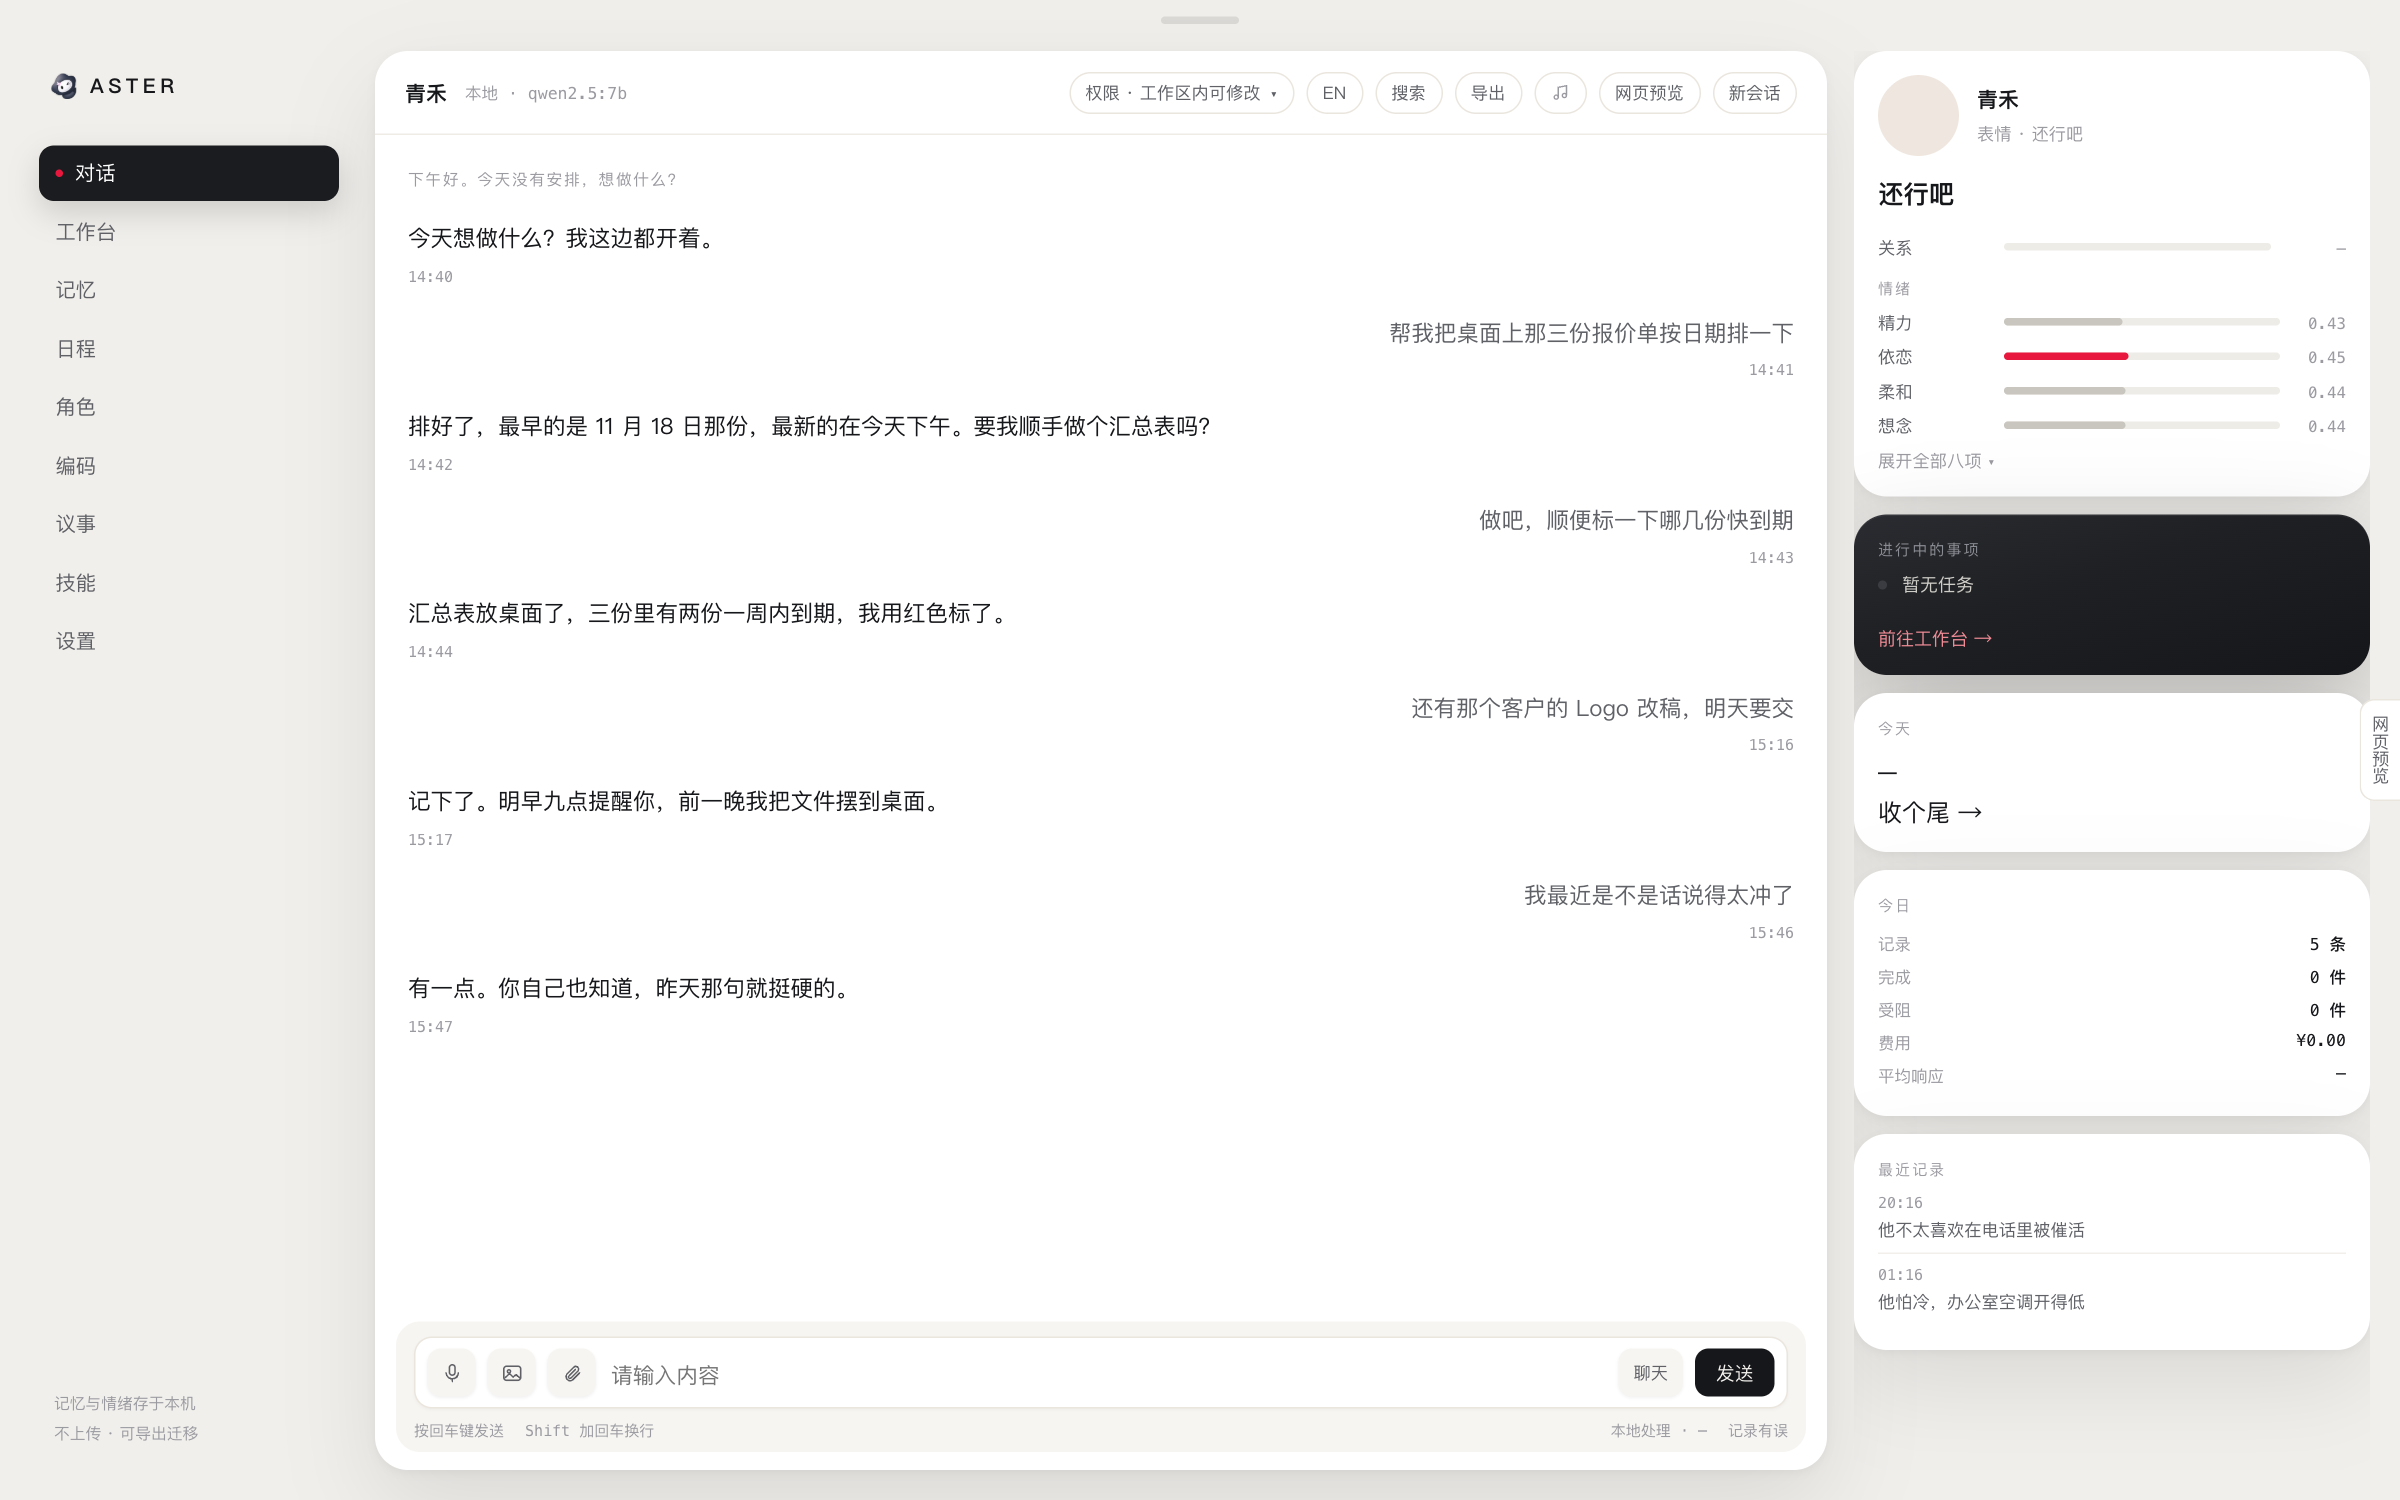 ASTER
对话
工作台
记忆
日程
角色
编码
议事
技能
设置
记忆与情绪存于本机
不上传 · 可导出迁移
青禾 本地 · qwen2.5:7b
权限 · 工作区内可修改 ▾ EN 搜索 导出 网页预览 新会话
下午好。今天没有安排，想做什么？
今天想做什么？我这边都开着。
14:40
帮我把桌面上那三份报价单按日期排一下
14:41
排好了，最早的是 11 月 18 日那份，最新的在今天下午。要我顺手做个汇总表吗？
14:42
做吧，顺便标一下哪几份快到期
14:43
汇总表放桌面了，三份里有两份一周内到期，我用红色标了。
14:44
还有那个客户的 Logo 改稿，明天要交
15:16
记下了。明早九点提醒你，前一晚我把文件摆到桌面。
15:17
我最近是不是话说得太冲了
15:46
有一点。你自己也知道，昨天那句就挺硬的。
15:47
请输入内容
聊天 发送
按回车键发送 Shift 加回车换行
本地处理 · — 记录有误
青禾
表情 · 还行吧
还行吧
关系 —
情绪
精力 0.43
依恋 0.45
柔和 0.44
想念 0.44
展开全部八项 ▾
进行中的事项
暂无任务
前往工作台 →
今天
—
收个尾 →
网页预览
今日
记录 5 条
完成 0 件
受阻 0 件
费用 ¥0.00
平均响应 —
最近记录
20:16
他不太喜欢在电话里被催活
01:16
他怕冷，办公室空调开得低